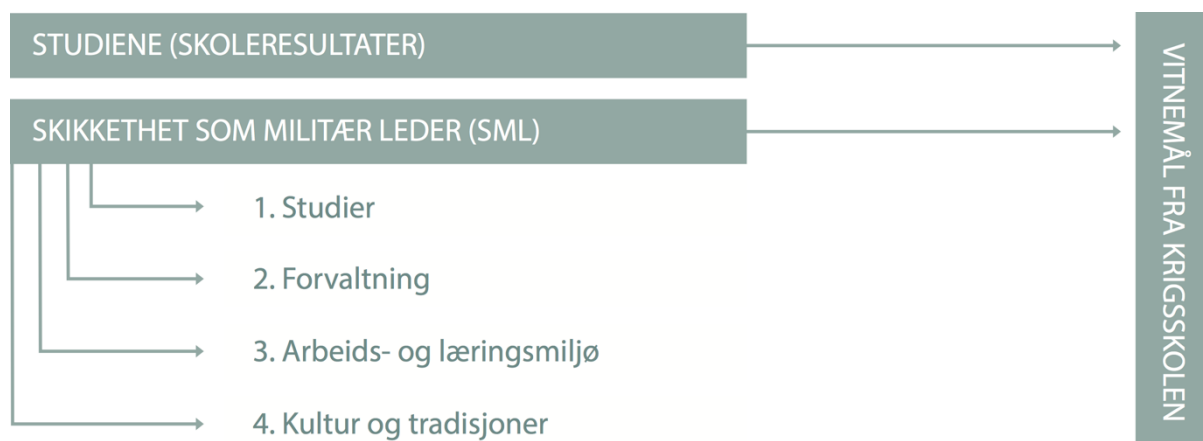 STUDIENE (SKOLERESULTATER)
SKIKKETHET SOM MILITÆR LEDER (SML)
1. Studier
2. Forvaltning
3. Arbeids- og læringsmiljø
4. Kultur og tradisjoner
VITNEMÅL FRA KRIGSSKOLEN